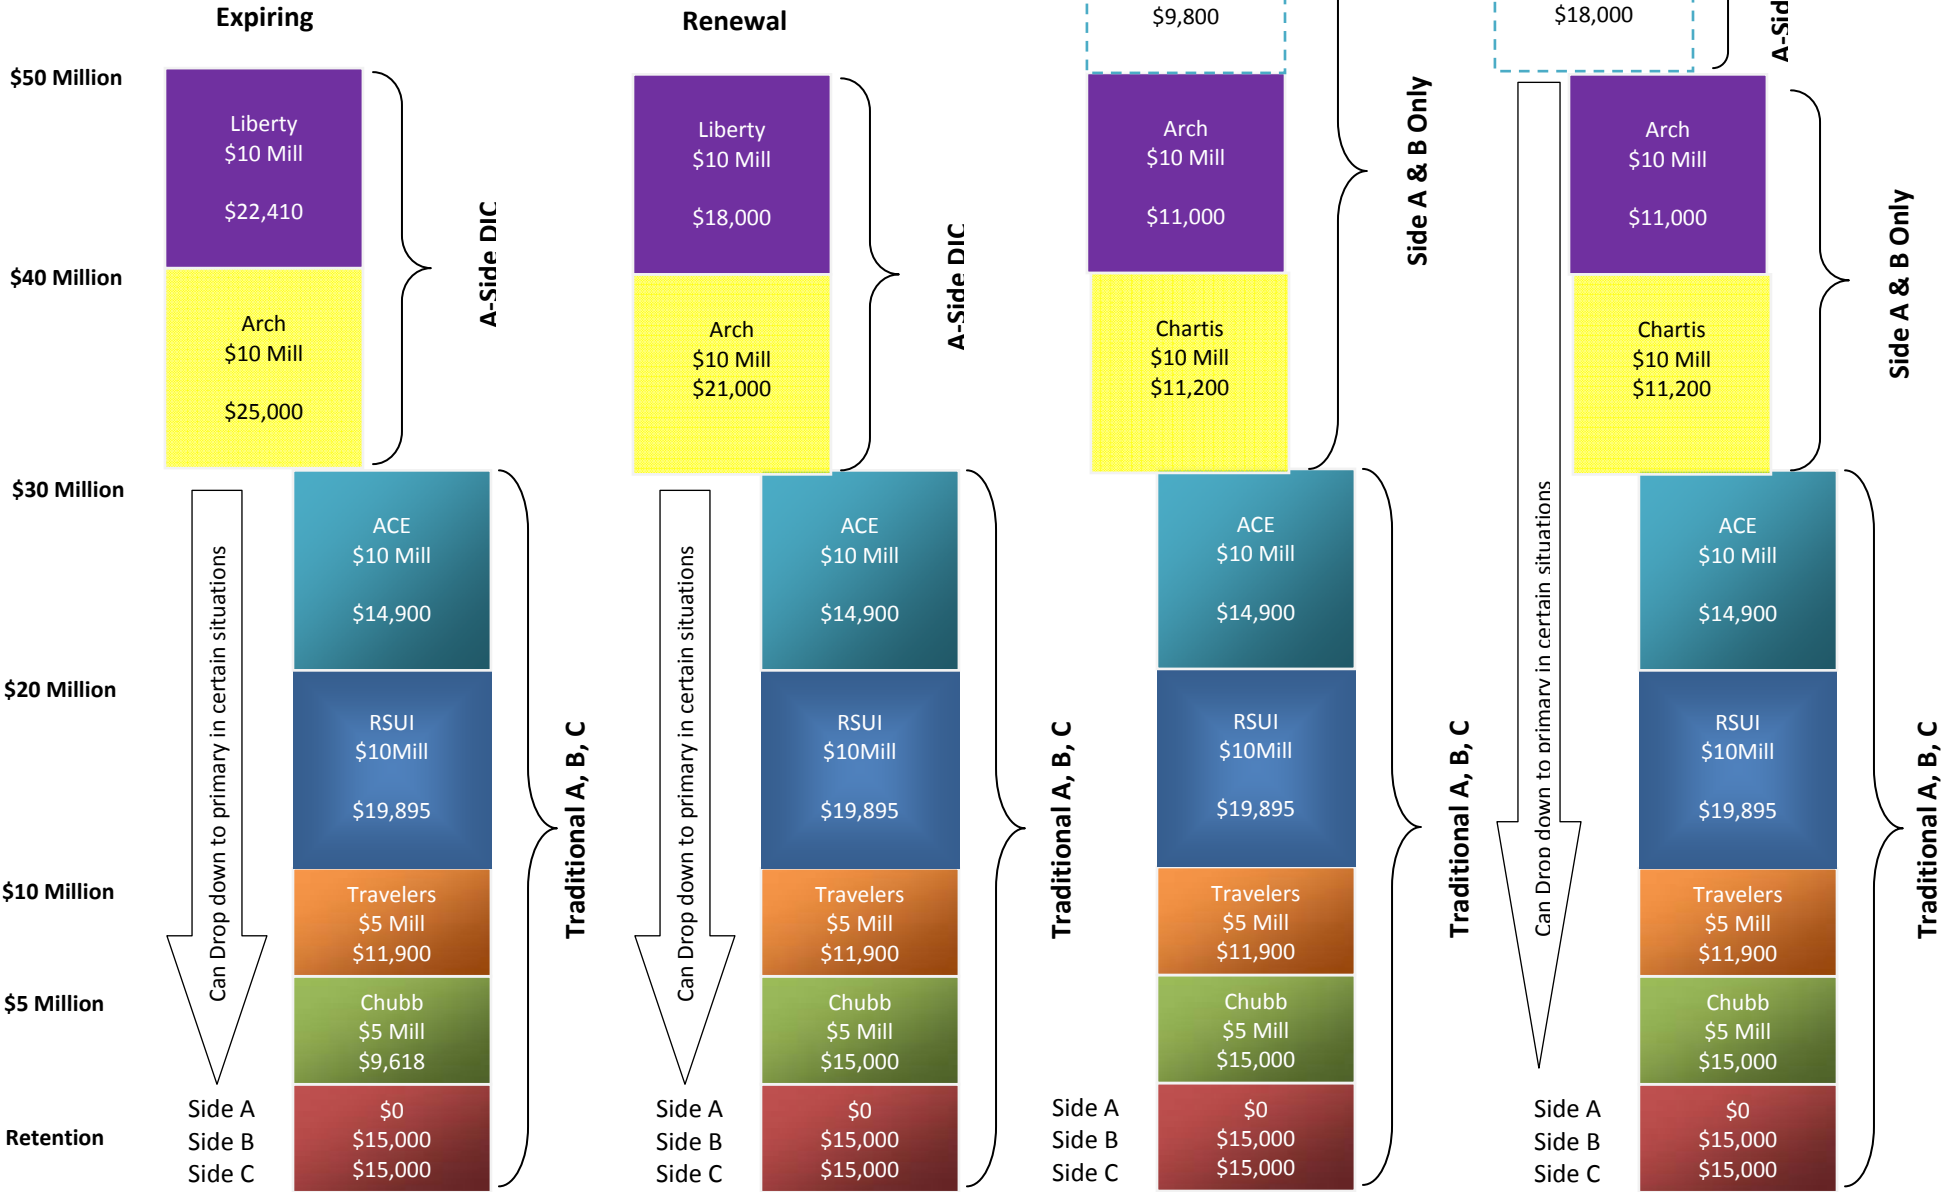 Expiring
Renewal
$9,800
$18,000
$50 Million
$40 Million
$30 Million
$20 Million
$10 Million
$5 Million
Retention
Liberty
$10 Mill
$22,410
Arch
$10 Mill
$25,000
A-Side DIC
Can Drop down to primary in certain situations
ACE
$10 Mill
$14,900
RSUI
$10Mill
$19,895
Travelers
$5 Mill
$11,900
Chubb
$5 Mill
$9,618
Side A
Side B
Side C
$0
$15,000
$15,000
Traditional A, B, C
Liberty
$10 Mill
$18,000
Arch
$10 Mill
$21,000
A-Side DIC
Can Drop down to primary in certain situations
ACE
$10 Mill
$14,900
RSUI
$10Mill
$19,895
Travelers
$5 Mill
$11,900
Chubb
$5 Mill
$15,000
Side A
Side B
Side C
$0
$15,000
$15,000
Traditional A, B, C
Arch
$10 Mill
$11,000
Chartis
$10 Mill
$11,200
Side A & B Only
ACE
$10 Mill
$14,900
RSUI
$10Mill
$19,895
Travelers
$5 Mill
$11,900
Chubb
$5 Mill
$15,000
Side A
Side B
Side C
$0
$15,000
$15,000
Traditional A, B, C
A-Sid
Arch
$10 Mill
$11,000
Chartis
$10 Mill
$11,200
Side A & B Only
Can Drop down to primary in certain situations
ACE
$10 Mill
$14,900
RSUI
$10Mill
$19,895
Travelers
$5 Mill
$11,900
Chubb
$5 Mill
$15,000
Side A
Side B
Side C
$0
$15,000
$15,000
Traditional A, B, C